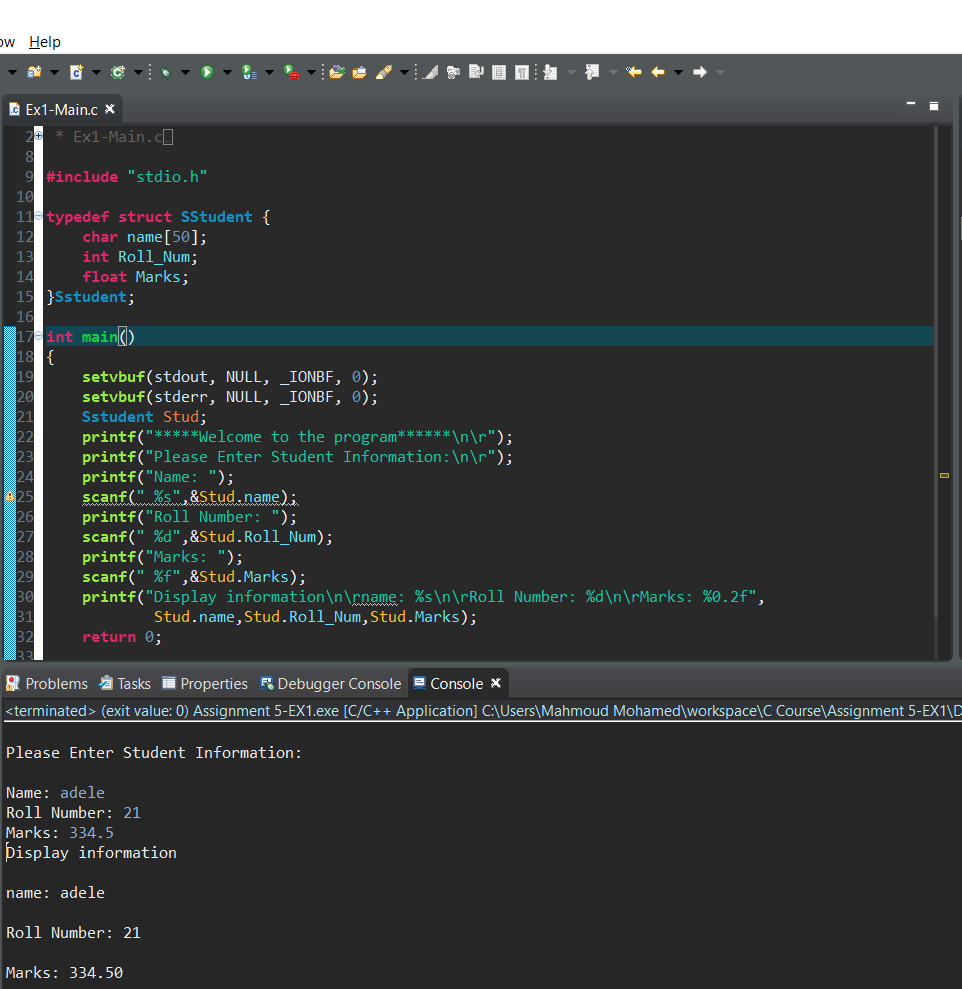 ow Help
Ex1-Main.c
2 * Ex1-Main.c
8
9 #include "stdio.h"
10
11 typedef struct SStudent {
12     char name[50];
13     int Roll_Num;
14     float Marks;
15 }Sstudent;
16
17 int main()
18 {
19     setvbuf(stdout, NULL, _IONBF, 0);
20     setvbuf(stderr, NULL, _IONBF, 0);
21     Sstudent Stud;
22     printf("*****Welcome to the program******\n\r");
23     printf("Please Enter Student Information:\n\r");
24     printf("Name: ");
25     scanf(" %s",&Stud.name);
26     printf("Roll Number: ");
27     scanf(" %d",&Stud.Roll_Num);
28     printf("Marks: ");
29     scanf(" %f",&Stud.Marks);
30     printf("Display information\n\rname: %s\n\rRoll Number: %d\n\rMarks: %0.2f",
31             Stud.name,Stud.Roll_Num,Stud.Marks);
32     return 0;
33
Problems Tasks Properties Debugger Console Console
<terminated> (exit value: 0) Assignment 5-EX1.exe [C/C++ Application] C:\Users\Mahmoud Mohamed\workspace\C Course\Assignment 5-EX1\D
Please Enter Student Information:
Name: adele
Roll Number: 21
Marks: 334.5
Display information
name: adele
Roll Number: 21
Marks: 334.50